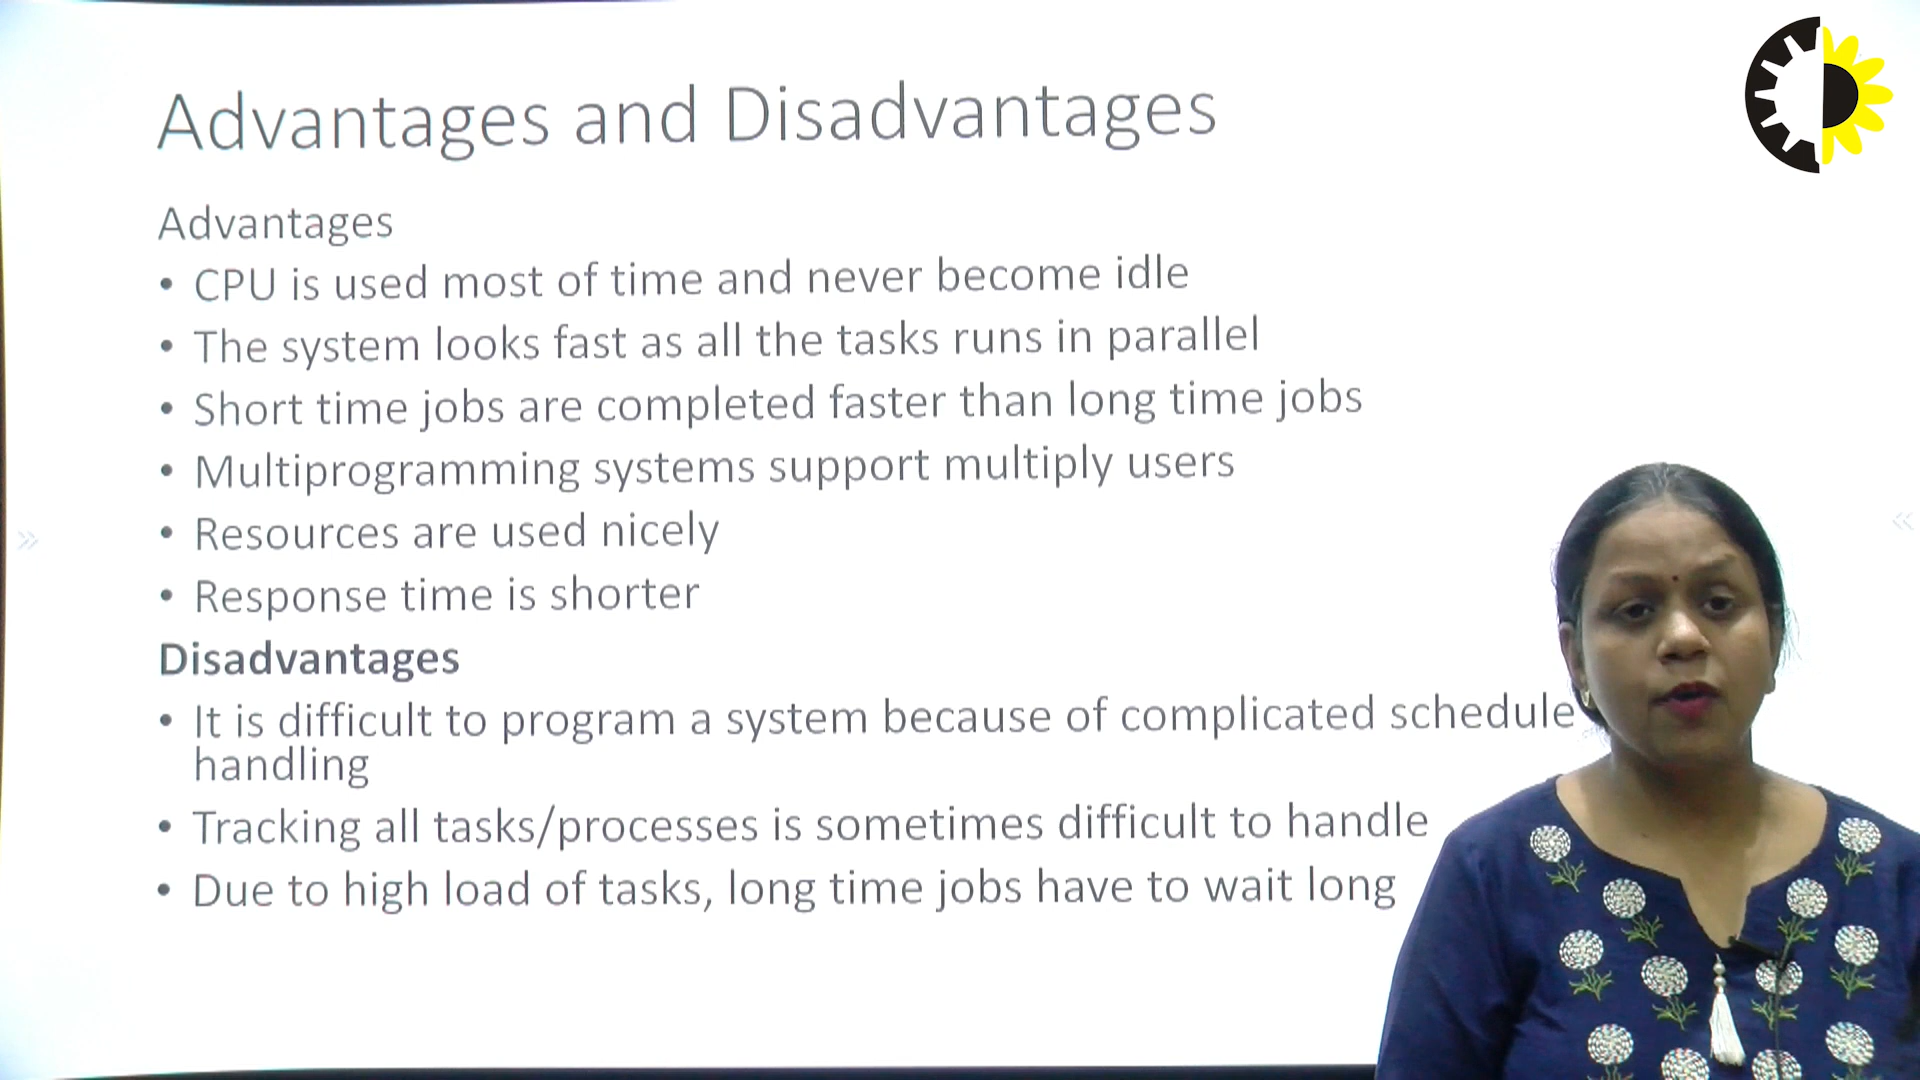 Advantages and Disadvantages
Advantages
• CPU is used most of time and never become idle
• The system looks fast as all the tasks runs in parallel
• Short time jobs are completed faster than long time jobs
• Multiprogramming systems support multiply users
• Resources are used nicely
• Response time is shorter
Disadvantages
• It is difficult to program a system because of complicated schedule
handling
• Tracking all tasks/processes is sometimes difficult to handle
• Due to high load of tasks, long time jobs have to wait long